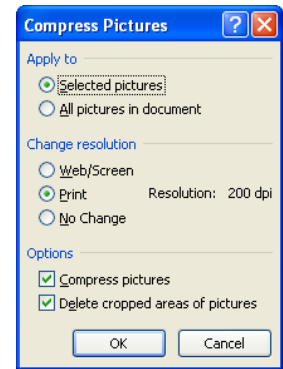 Compress Pictures
Apply to
Selected pictures
All pictures in document
Change resolution
Web/Screen
Print Resolution: 200 dpi
No Change
Options
Compress pictures
Delete cropped areas of pictures
OK Cancel